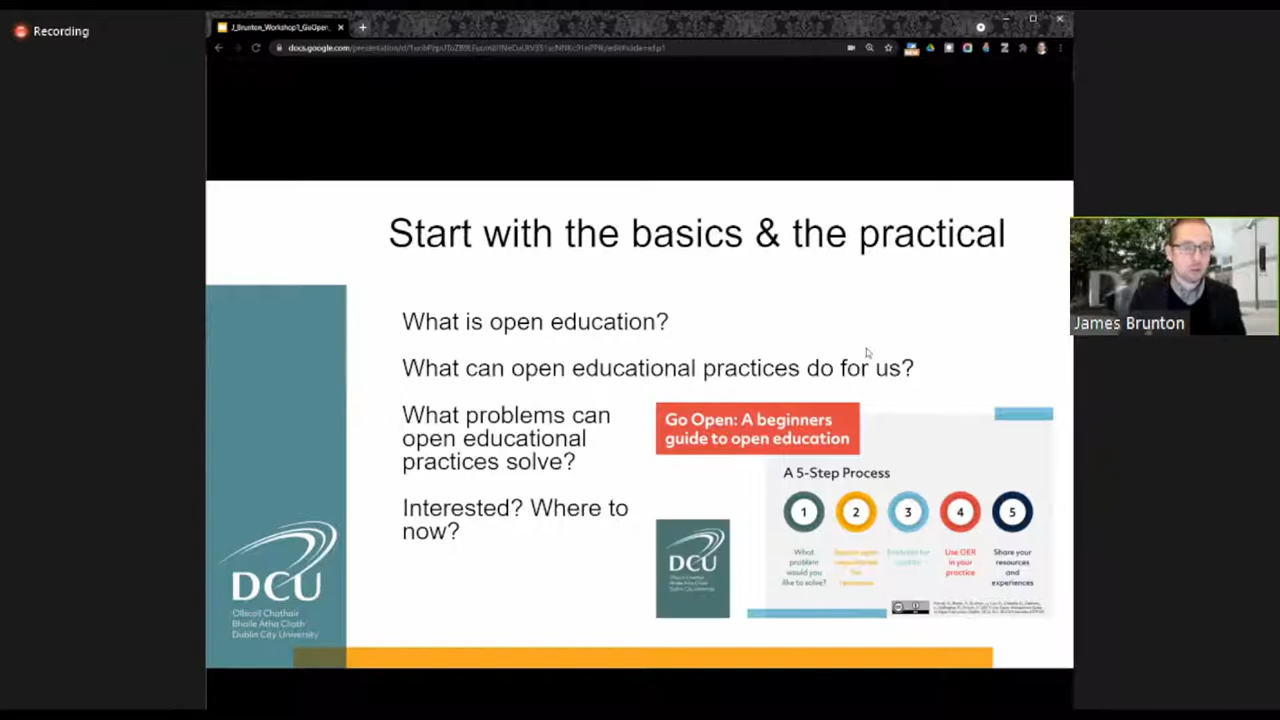 Recording
J_Brunton_Workshop1_GoOpen_
Start with the basics & the practical
What is open education?
What can open educational practices do for us?
What problems can
open educational
practices solve?
Interested? Where to
now?
Go Open: A beginners
guide to open education
A 5-Step Process
1 2 3 4 5
What
problem
would you
like to solve?
Use OER
in your
practice
Share your
resources
and
experiences
DCU
DCU
Ollscoil Chathair
Bhaile Átha Cliath
Dublin City University
James Brunton